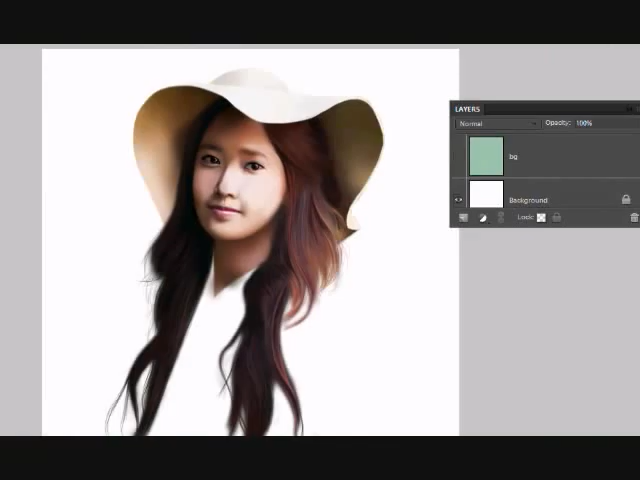 LAYERS
Normal Opacity: 100%
bg
Background
Lock: